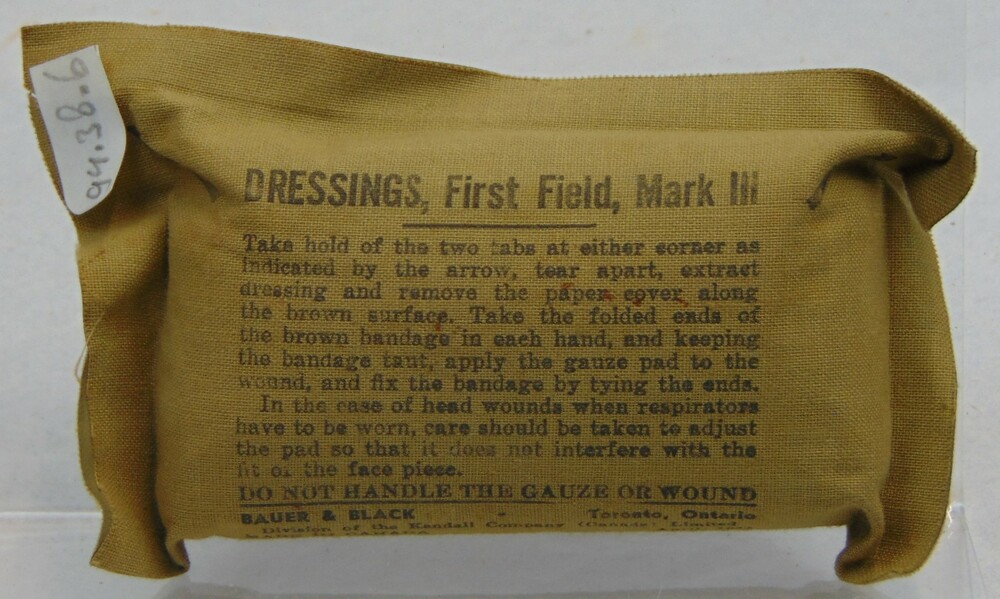 94.38.6
DRESSINGS, First Field, Mark III
Take hold of the two tabs at either corner as
indicated by the arrow, tear apart, extract
dressing and remove the paper cover along
the brown surface. Take the folded ends of
the brown bandage in each hand, and keeping
the bandage taut, apply the gauze pad to the
wound, and fix the bandage by tying the ends.
In the case of head wounds when respirators
have to be worn, care should be taken to adjust
the pad so that it does not interfere with the
fit of the face piece.
DO NOT HANDLE THE GAUZE OR WOUND
BAUER & BLACK - Toronto, Ontario
Division of the Kendall Company (Canada) Limited